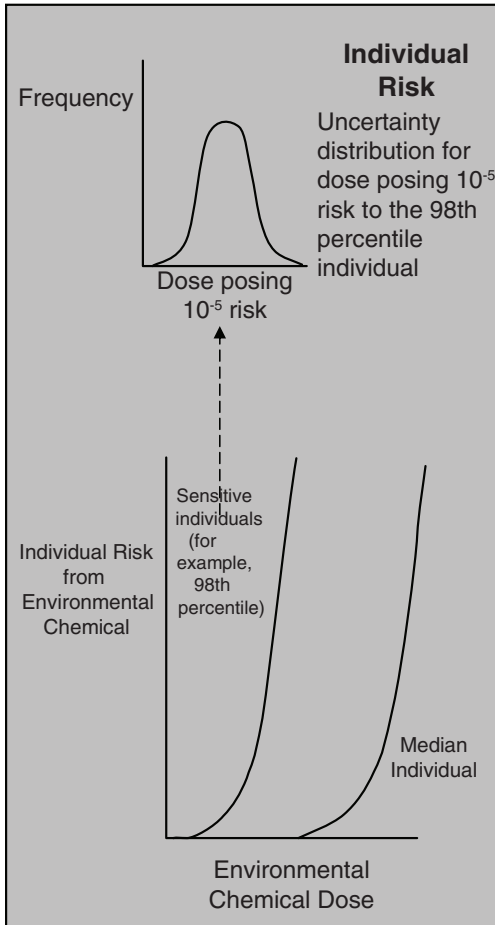 Individual
Risk
Frequency
Uncertainty
distribution for
dose posing 10⁻⁵
risk to the 98th
percentile
individual
Dose posing
10⁻⁵ risk
Sensitive
individuals
(for
example,
98th
percentile)
Individual Risk
from
Environmental
Chemical
Median
Individual
Environmental
Chemical Dose